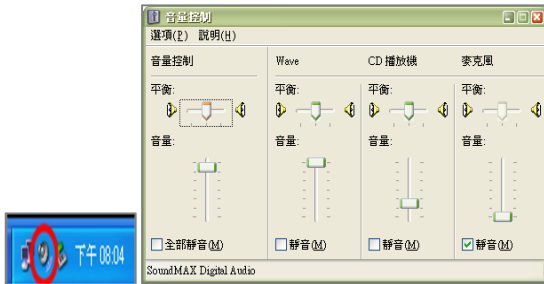 音量控制
選項(P) 說明(H)
音量控制 Wave CD 播放機 麥克風
平衡: 平衡: 平衡: 平衡:
音量: 音量: 音量: 音量:
全部靜音(M) 靜音(M) 靜音(M) 靜音(M)
SoundMAX Digital Audio
下午 08:04